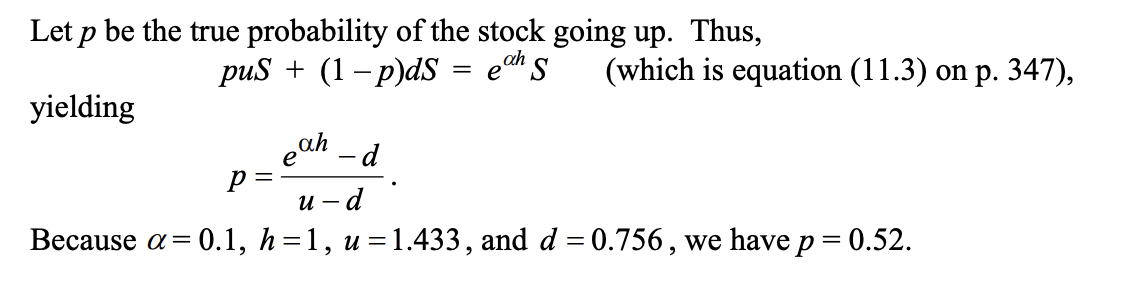 Let p be the true probability of the stock going up. Thus,
puS + (1 – p)dS = e^{αh} S (which is equation (11.3) on p. 347),
yielding
p = \frac{e^{αh} – d}{u – d}.
Because α = 0.1, h = 1, u = 1.433, and d = 0.756, we have p = 0.52.